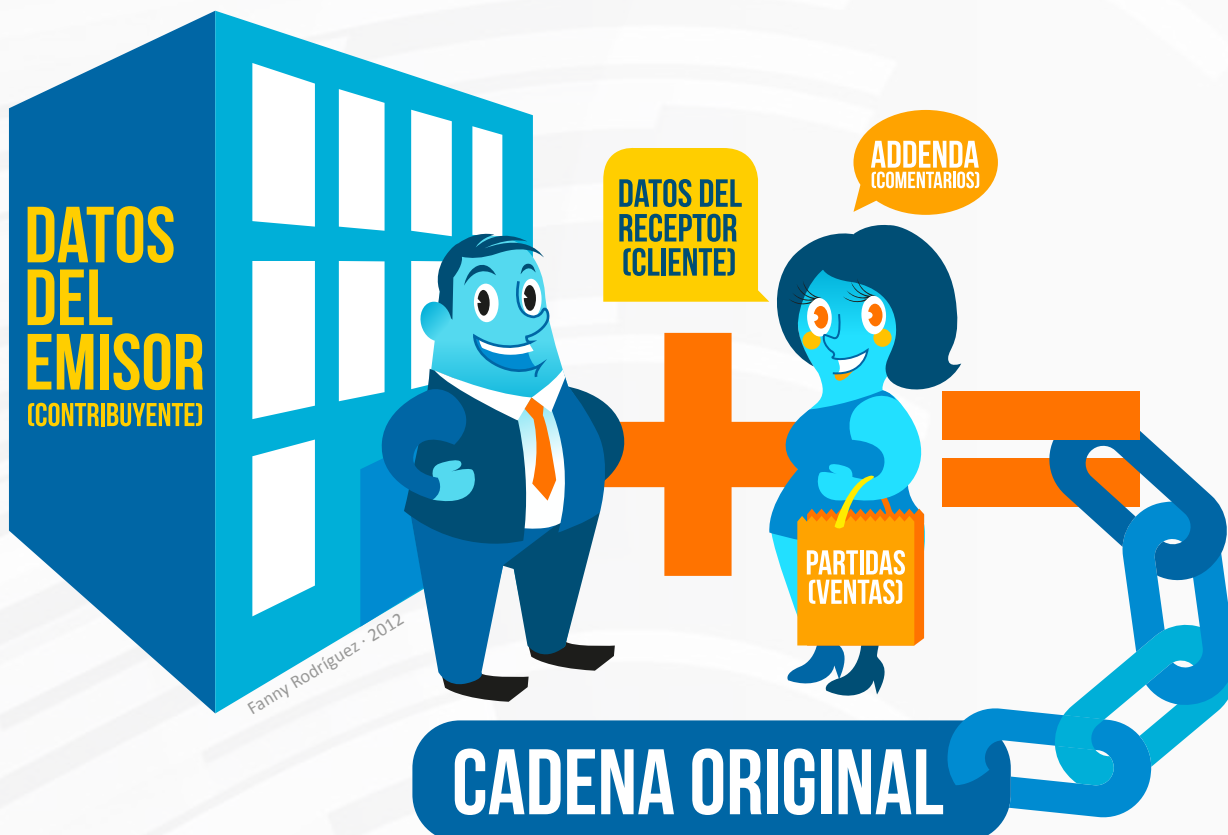 DATOS
DEL
EMISOR
(CONTRIBUYENTE)
DATOS DEL
RECEPTOR
(CLIENTE)
ADDENDA
(COMENTARIOS)
PARTIDAS
(VENTAS)
Fanny Rodríguez · 2012
CADENA ORIGINAL